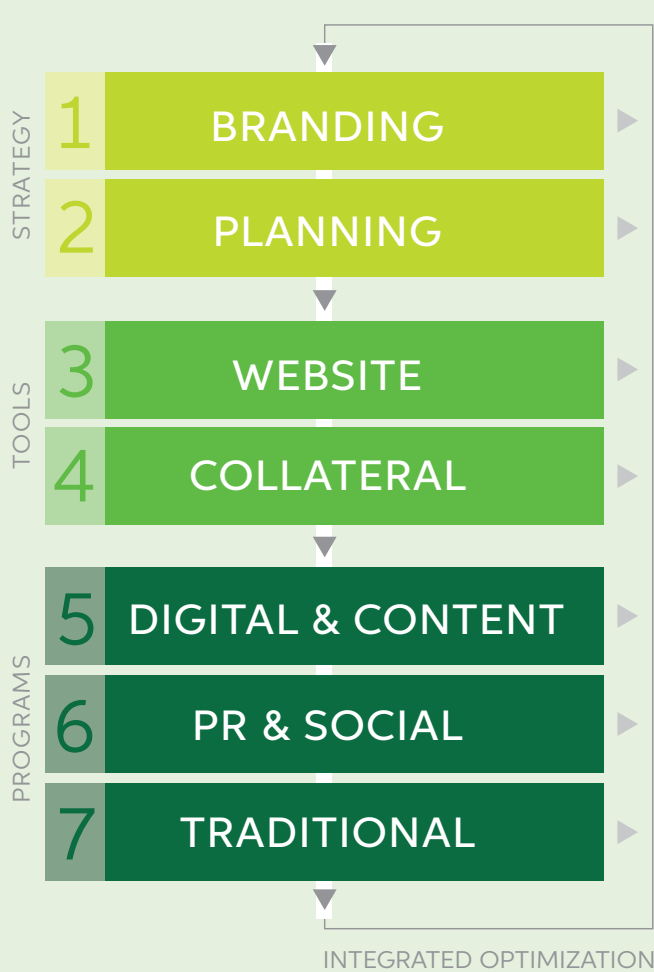 STRATEGY
1 BRANDING
2 PLANNING
TOOLS
3 WEBSITE
4 COLLATERAL
PROGRAMS
5 DIGITAL & CONTENT
6 PR & SOCIAL
7 TRADITIONAL
INTEGRATED OPTIMIZATION